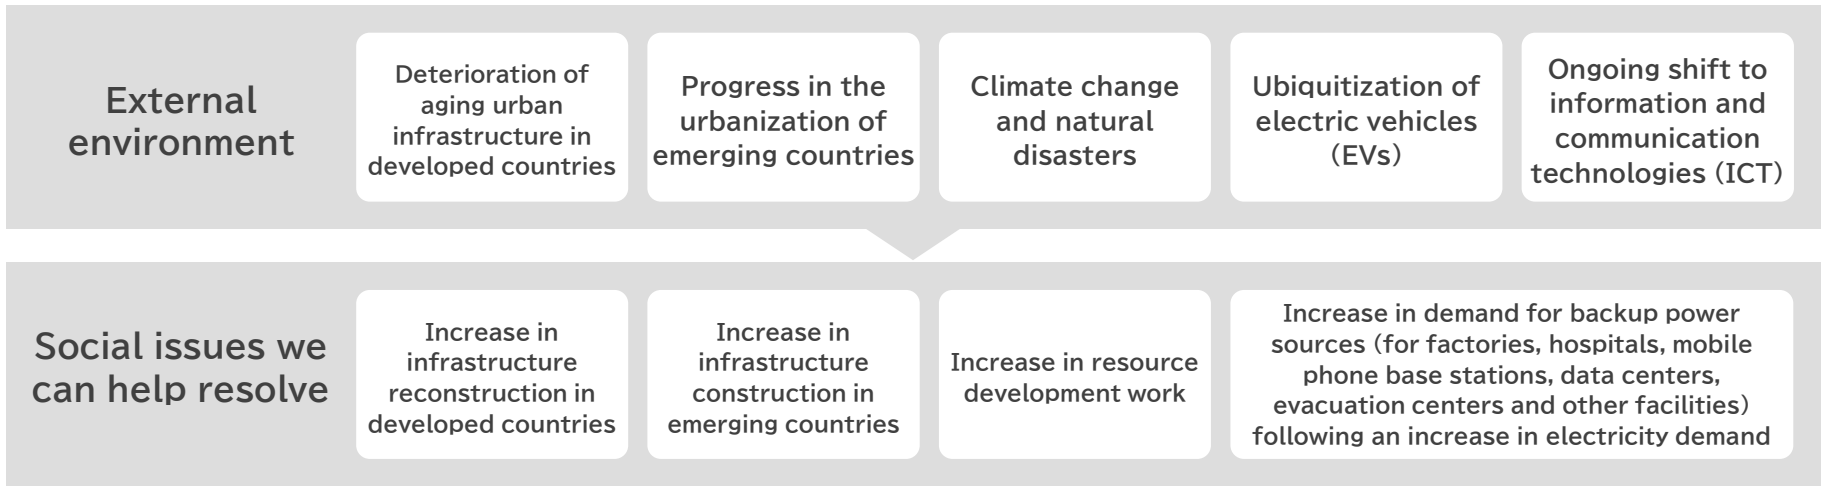 External
environment
Deterioration of
aging urban
infrastructure in
developed countries
Progress in the
urbanization of
emerging countries
Climate change
and natural
disasters
Ubiquitization of
electric vehicles
(EVs)
Ongoing shift to
information and
communication
technologies (ICT)
Social issues we
can help resolve
Increase in
infrastructure
reconstruction in
developed countries
Increase in
infrastructure
construction in
emerging countries
Increase in resource
development work
Increase in demand for backup power
sources (for factories, hospitals, mobile
phone base stations, data centers,
evacuation centers and other facilities)
following an increase in electricity demand